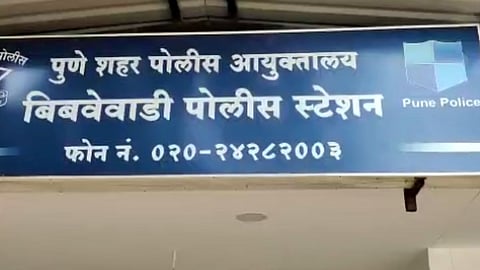 पोलीस
पुणे शहर पोलीस आयुक्तालय
बिबवेवाडी पोलीस स्टेशन
Pune Police
फोन नं. ०२०-२४२८२००३